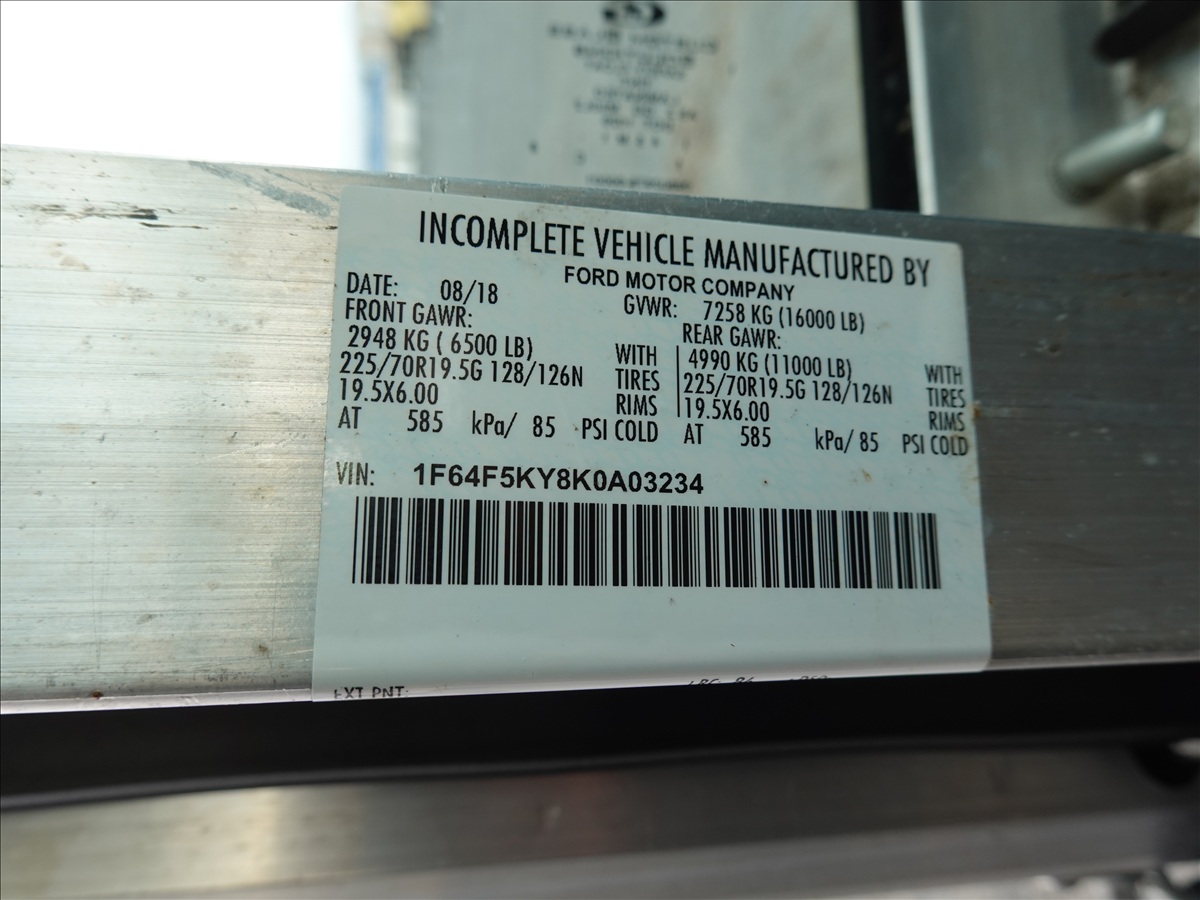 INCOMPLETE VEHICLE MANUFACTURED BY
FORD MOTOR COMPANY
DATE: 08/18 GVWR: 7258 KG (16000 LB)
FRONT GAWR: REAR GAWR:
2948 KG ( 6500 LB) WITH 4990 KG (11000 LB) WITH
225/70R19.5G 128/126N TIRES 225/70R19.5G 128/126N TIRES
19.5X6.00 RIMS 19.5X6.00 RIMS
AT 585 kPa/ 85 PSI COLD AT 585 kPa/ 85 PSI COLD
VIN: 1F64F5KY8K0A03234
EXT PNT: